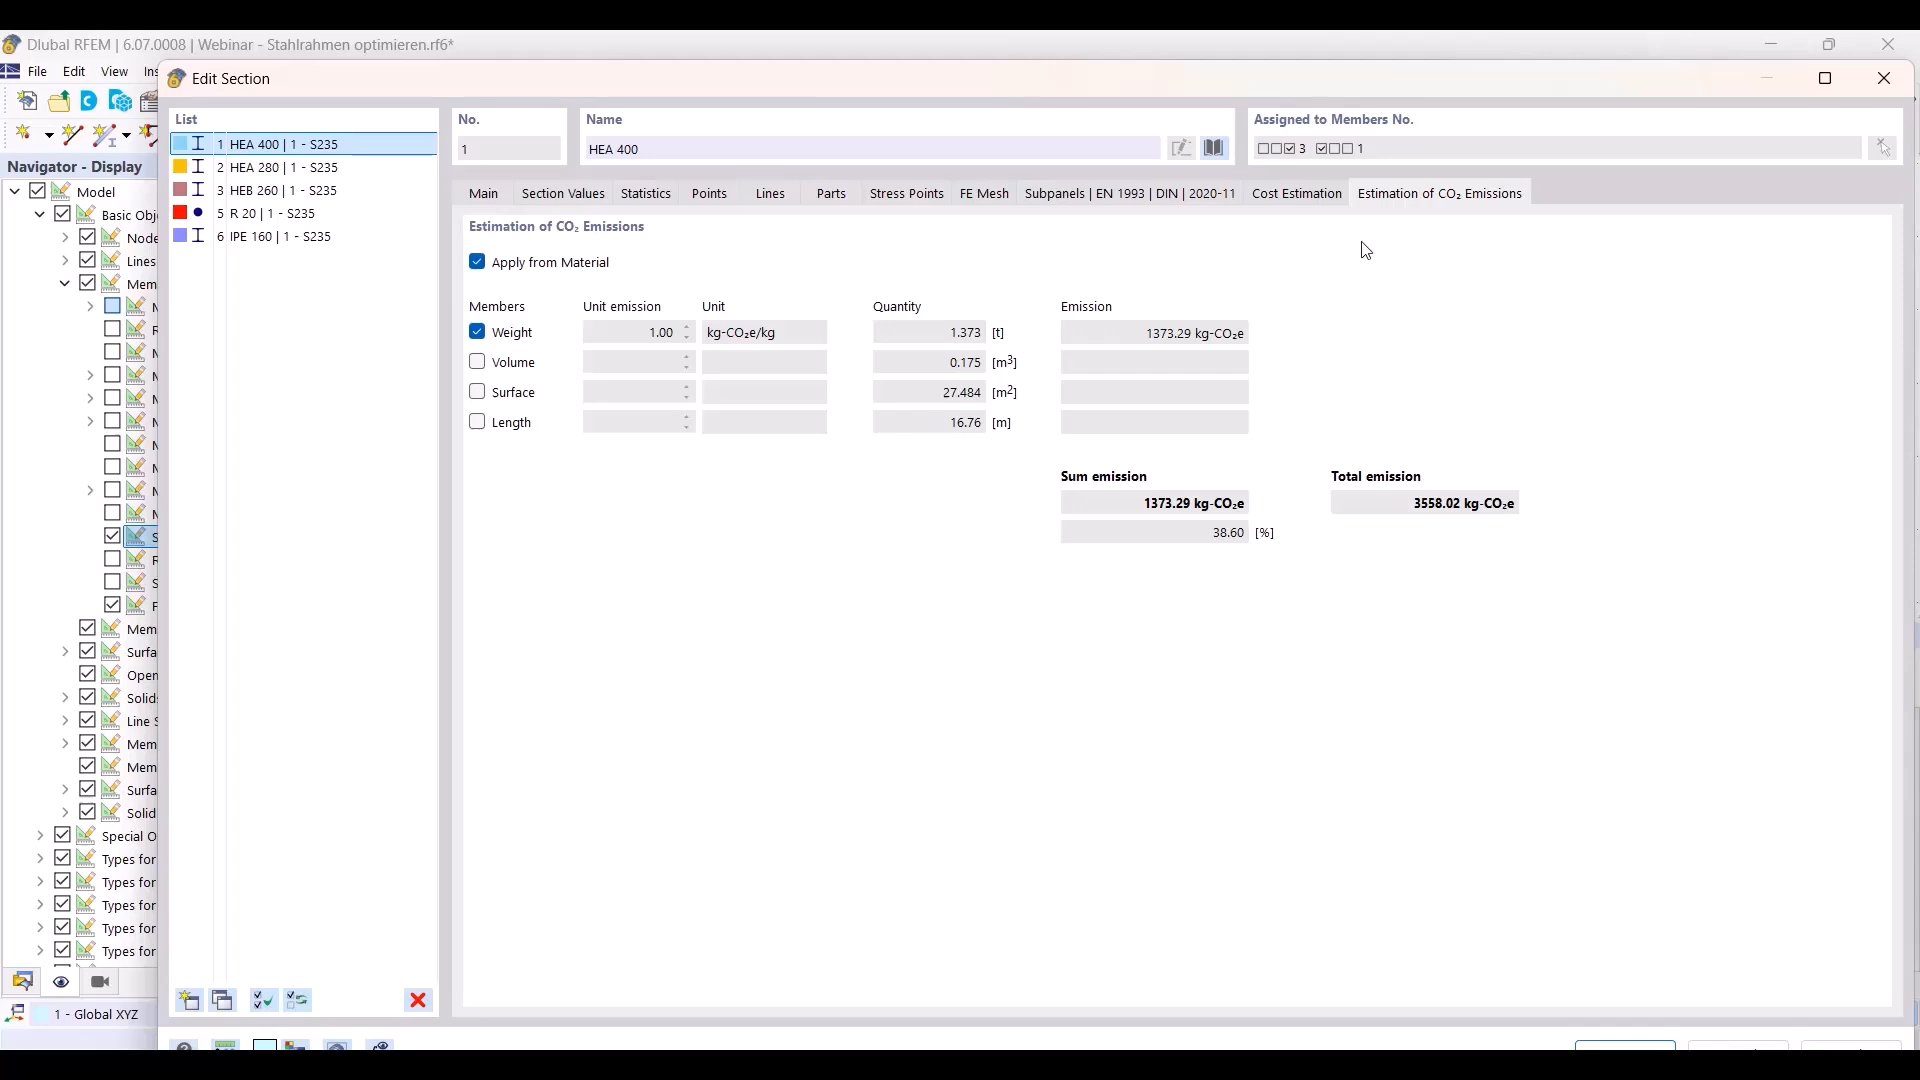 Dlubal RFEM | 6.07.0008 | Webinar - Stahlrahmen optimieren.rf6*
File Edit View Ins
Edit Section
Navigator - Display
Model
Basic Obj
Node
Lines
Mem
Mem
Surfa
Open
Solid
Line S
Mem
Mem
Surfa
Solid
Special O
Types for
Types for
Types for
Types for
Types for
1 - Global XYZ
List
1 HEA 400 | 1 - S235
2 HEA 280 | 1 - S235
3 HEB 260 | 1 - S235
5 R 20 | 1 - S235
6 IPE 160 | 1 - S235
No.
1
Name
HEA 400
Assigned to Members No.
3 1
Main Section Values Statistics Points Lines Parts Stress Points FE Mesh Subpanels | EN 1993 | DIN | 2020-11 Cost Estimation Estimation of CO₂ Emissions
Estimation of CO₂ Emissions
Apply from Material
Members Unit emission Unit Quantity Emission
Weight 1.00 kg-CO₂e/kg 1.373 [t] 1373.29 kg-CO₂e
Volume 0.175 [m³]
Surface 27.484 [m²]
Length 16.76 [m]
Sum emission Total emission
1373.29 kg-CO₂e 3558.02 kg-CO₂e
38.60 [%]